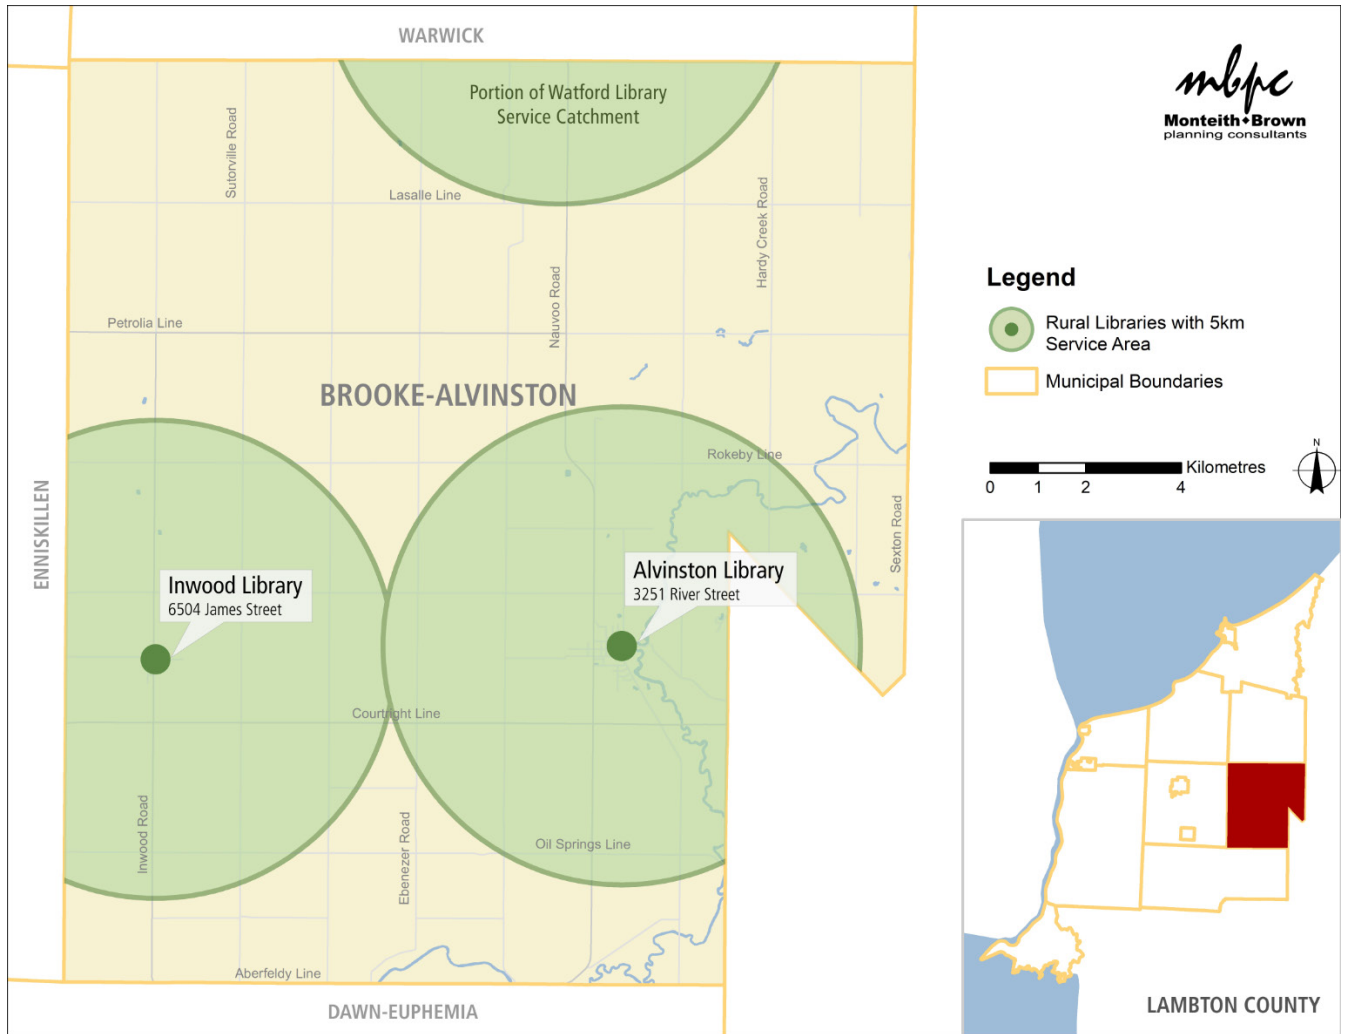 WARWICK
Portion of Watford Library
Service Catchment
Sutorville Road
Lasalle Line
Hardy Creek Road
Nauvoo Road
Petrolia Line
BROOKE-ALVINSTON
Rokeby Line
ENNISKILLEN
Sexton Road
Inwood Library
6504 James Street
Alvinston Library
3251 River Street
Courtright Line
Inwood Road
Ebenezer Road
Oil Springs Line
Aberfeldy Line
DAWN-EUPHEMIA
mbpc
Monteith♦Brown
planning consultants
Legend
Rural Libraries with 5km
Service Area
Municipal Boundaries
Kilometres
0 1 2 4
N
LAMBTON COUNTY